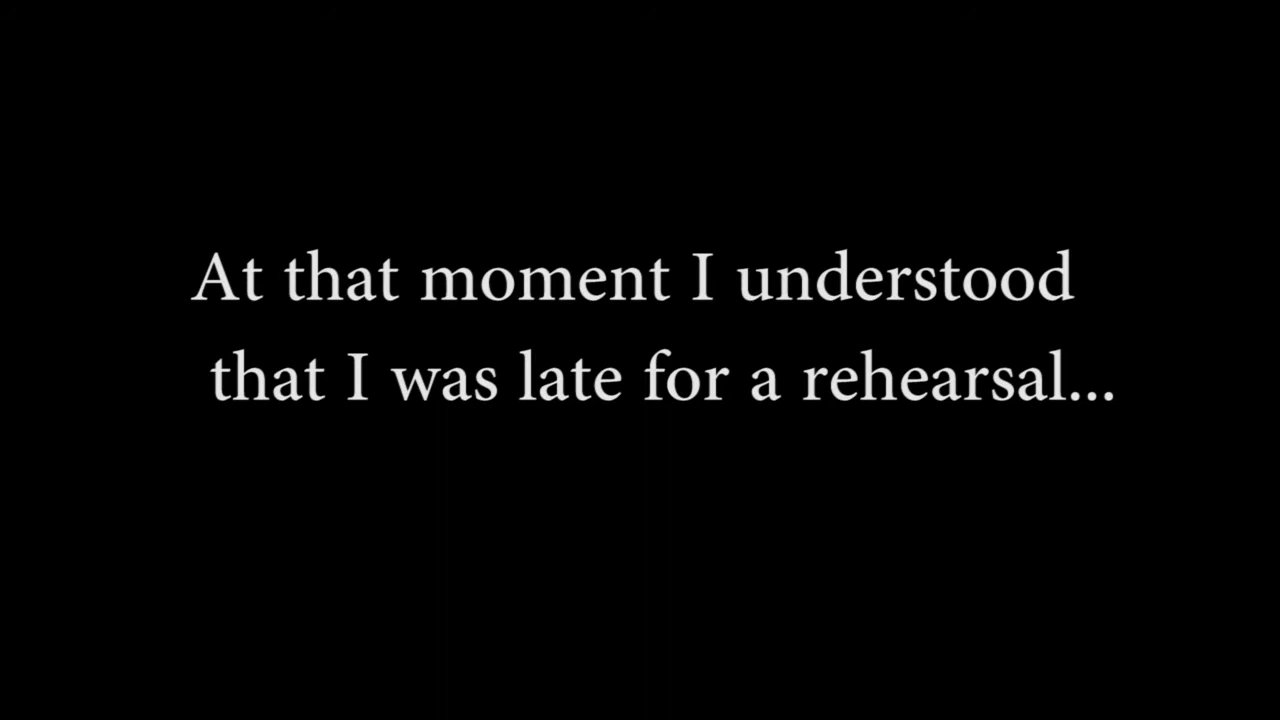 At that moment I understood
that I was late for a rehearsal...